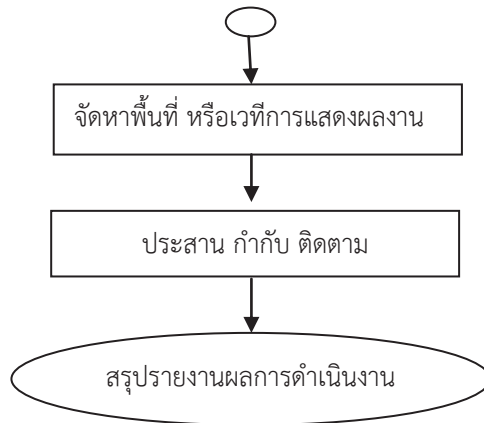 จัดหาพื้นที่ หรือเวทีการแสดงผลงาน
ประสาน กำกับ ติดตาม
สรุปรายงานผลการดำเนินงาน